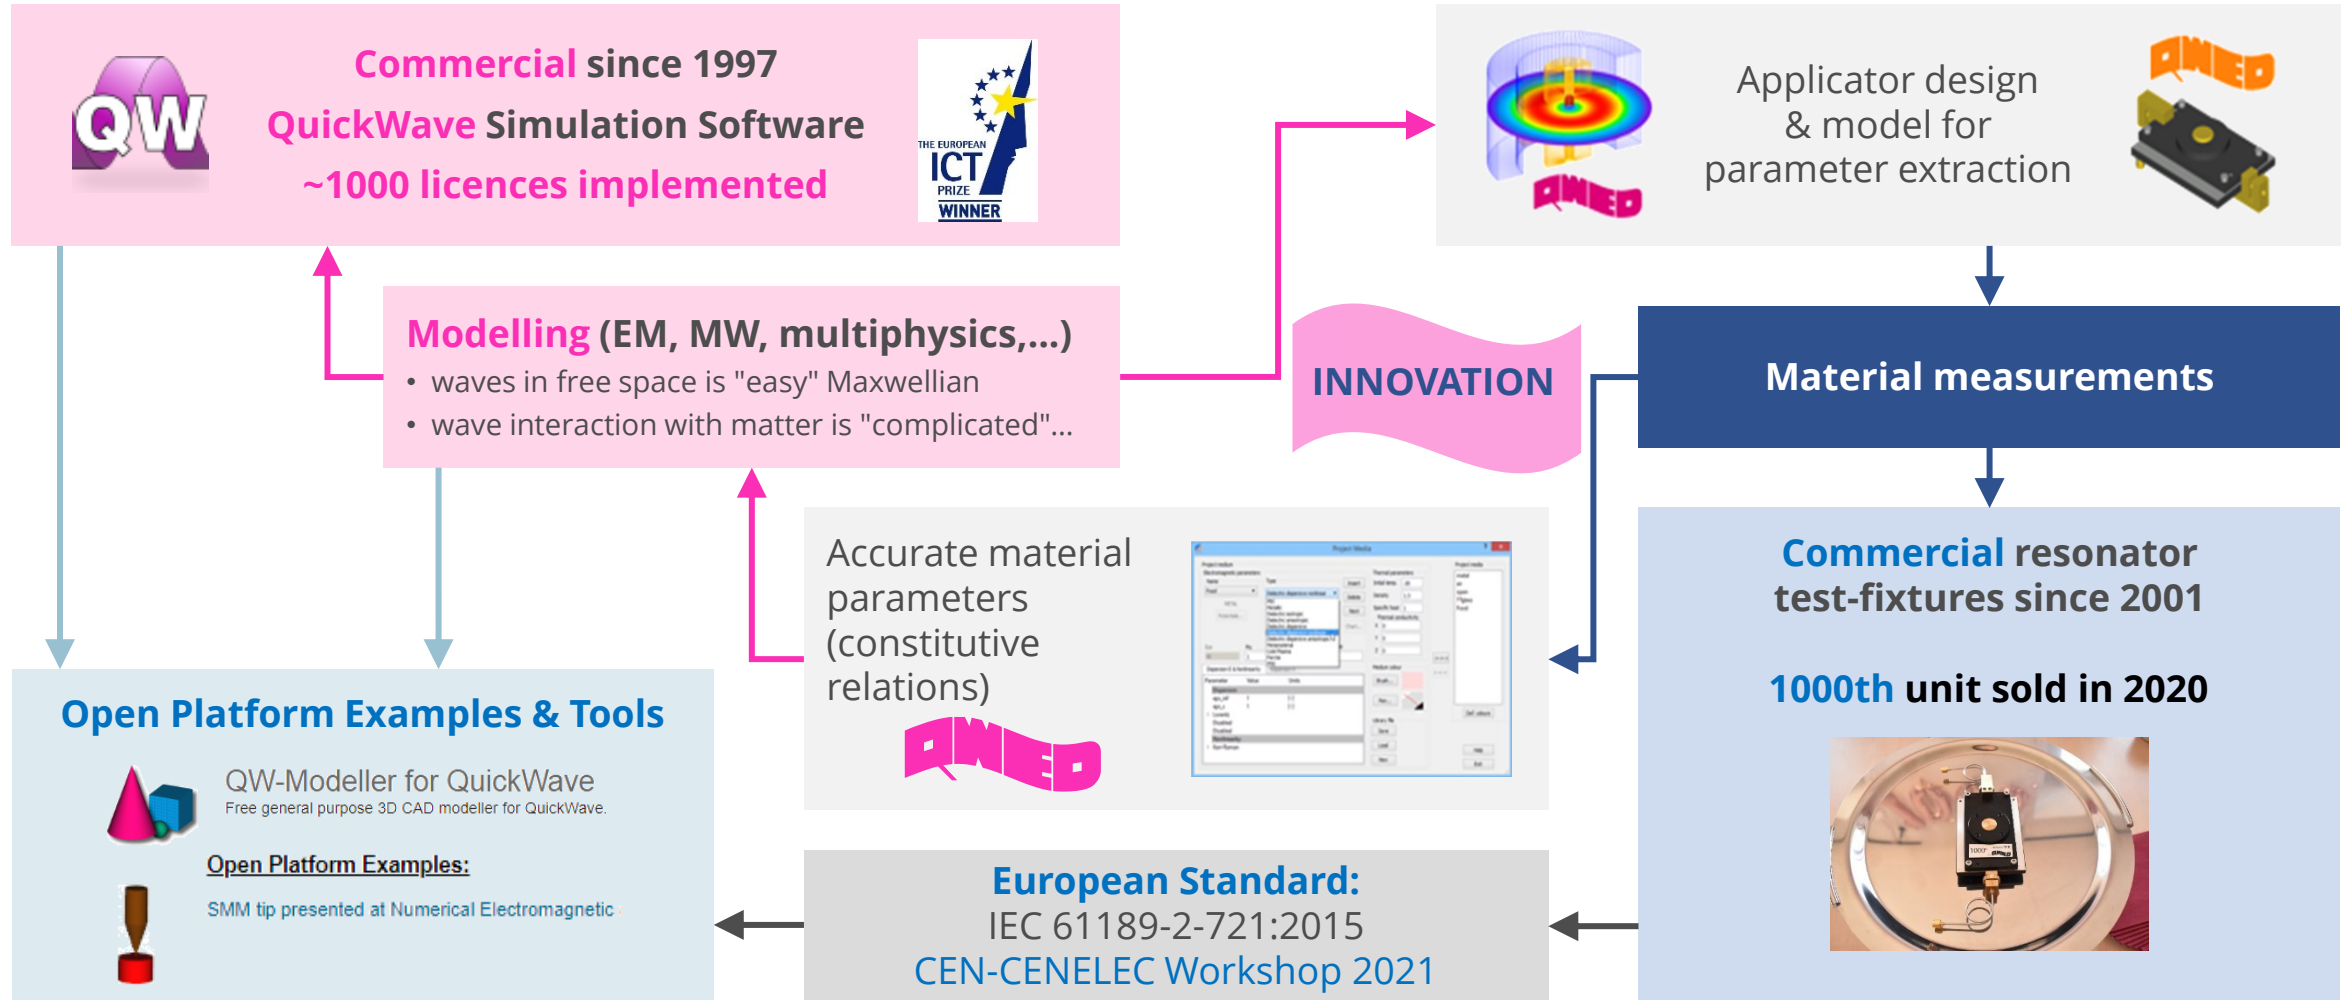 QW
Commercial since 1997
QuickWave Simulation Software
~1000 licences implemented
THE EUROPEAN
ICT
PRIZE
WINNER
QWED
Applicator design
& model for
parameter extraction
QWED
Modelling (EM, MW, multiphysics,...)
• waves in free space is "easy" Maxwellian
• wave interaction with matter is "complicated"...
INNOVATION
Material measurements
Accurate material
parameters
(constitutive
relations)
QWED
Project Media
Commercial resonator
test-fixtures since 2001
1000th unit sold in 2020
Open Platform Examples & Tools
QW-Modeller for QuickWave
Free general purpose 3D CAD modeller for QuickWave.
Open Platform Examples:
SMM tip presented at Numerical Electromagnetic
European Standard:
IEC 61189-2-721:2015
CEN-CENELEC Workshop 2021